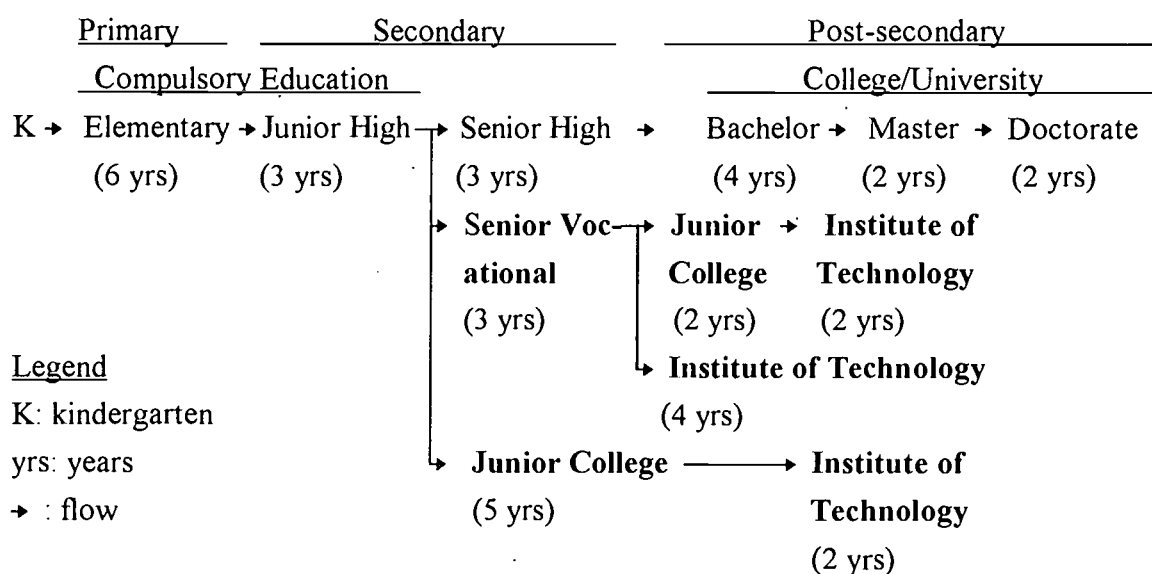 Primary Secondary Post-secondary
Compulsory Education College/University
K → Elementary → Junior High → Senior High → Bachelor → Master → Doctorate
(6 yrs) (3 yrs) (3 yrs) (4 yrs) (2 yrs) (2 yrs)
Senior Voc- → Junior → Institute of
ational College Technology
(3 yrs) (2 yrs) (2 yrs)
Legend → Institute of Technology
K: kindergarten (4 yrs)
yrs: years → Junior College → Institute of
→ : flow (5 yrs) Technology
(2 yrs)